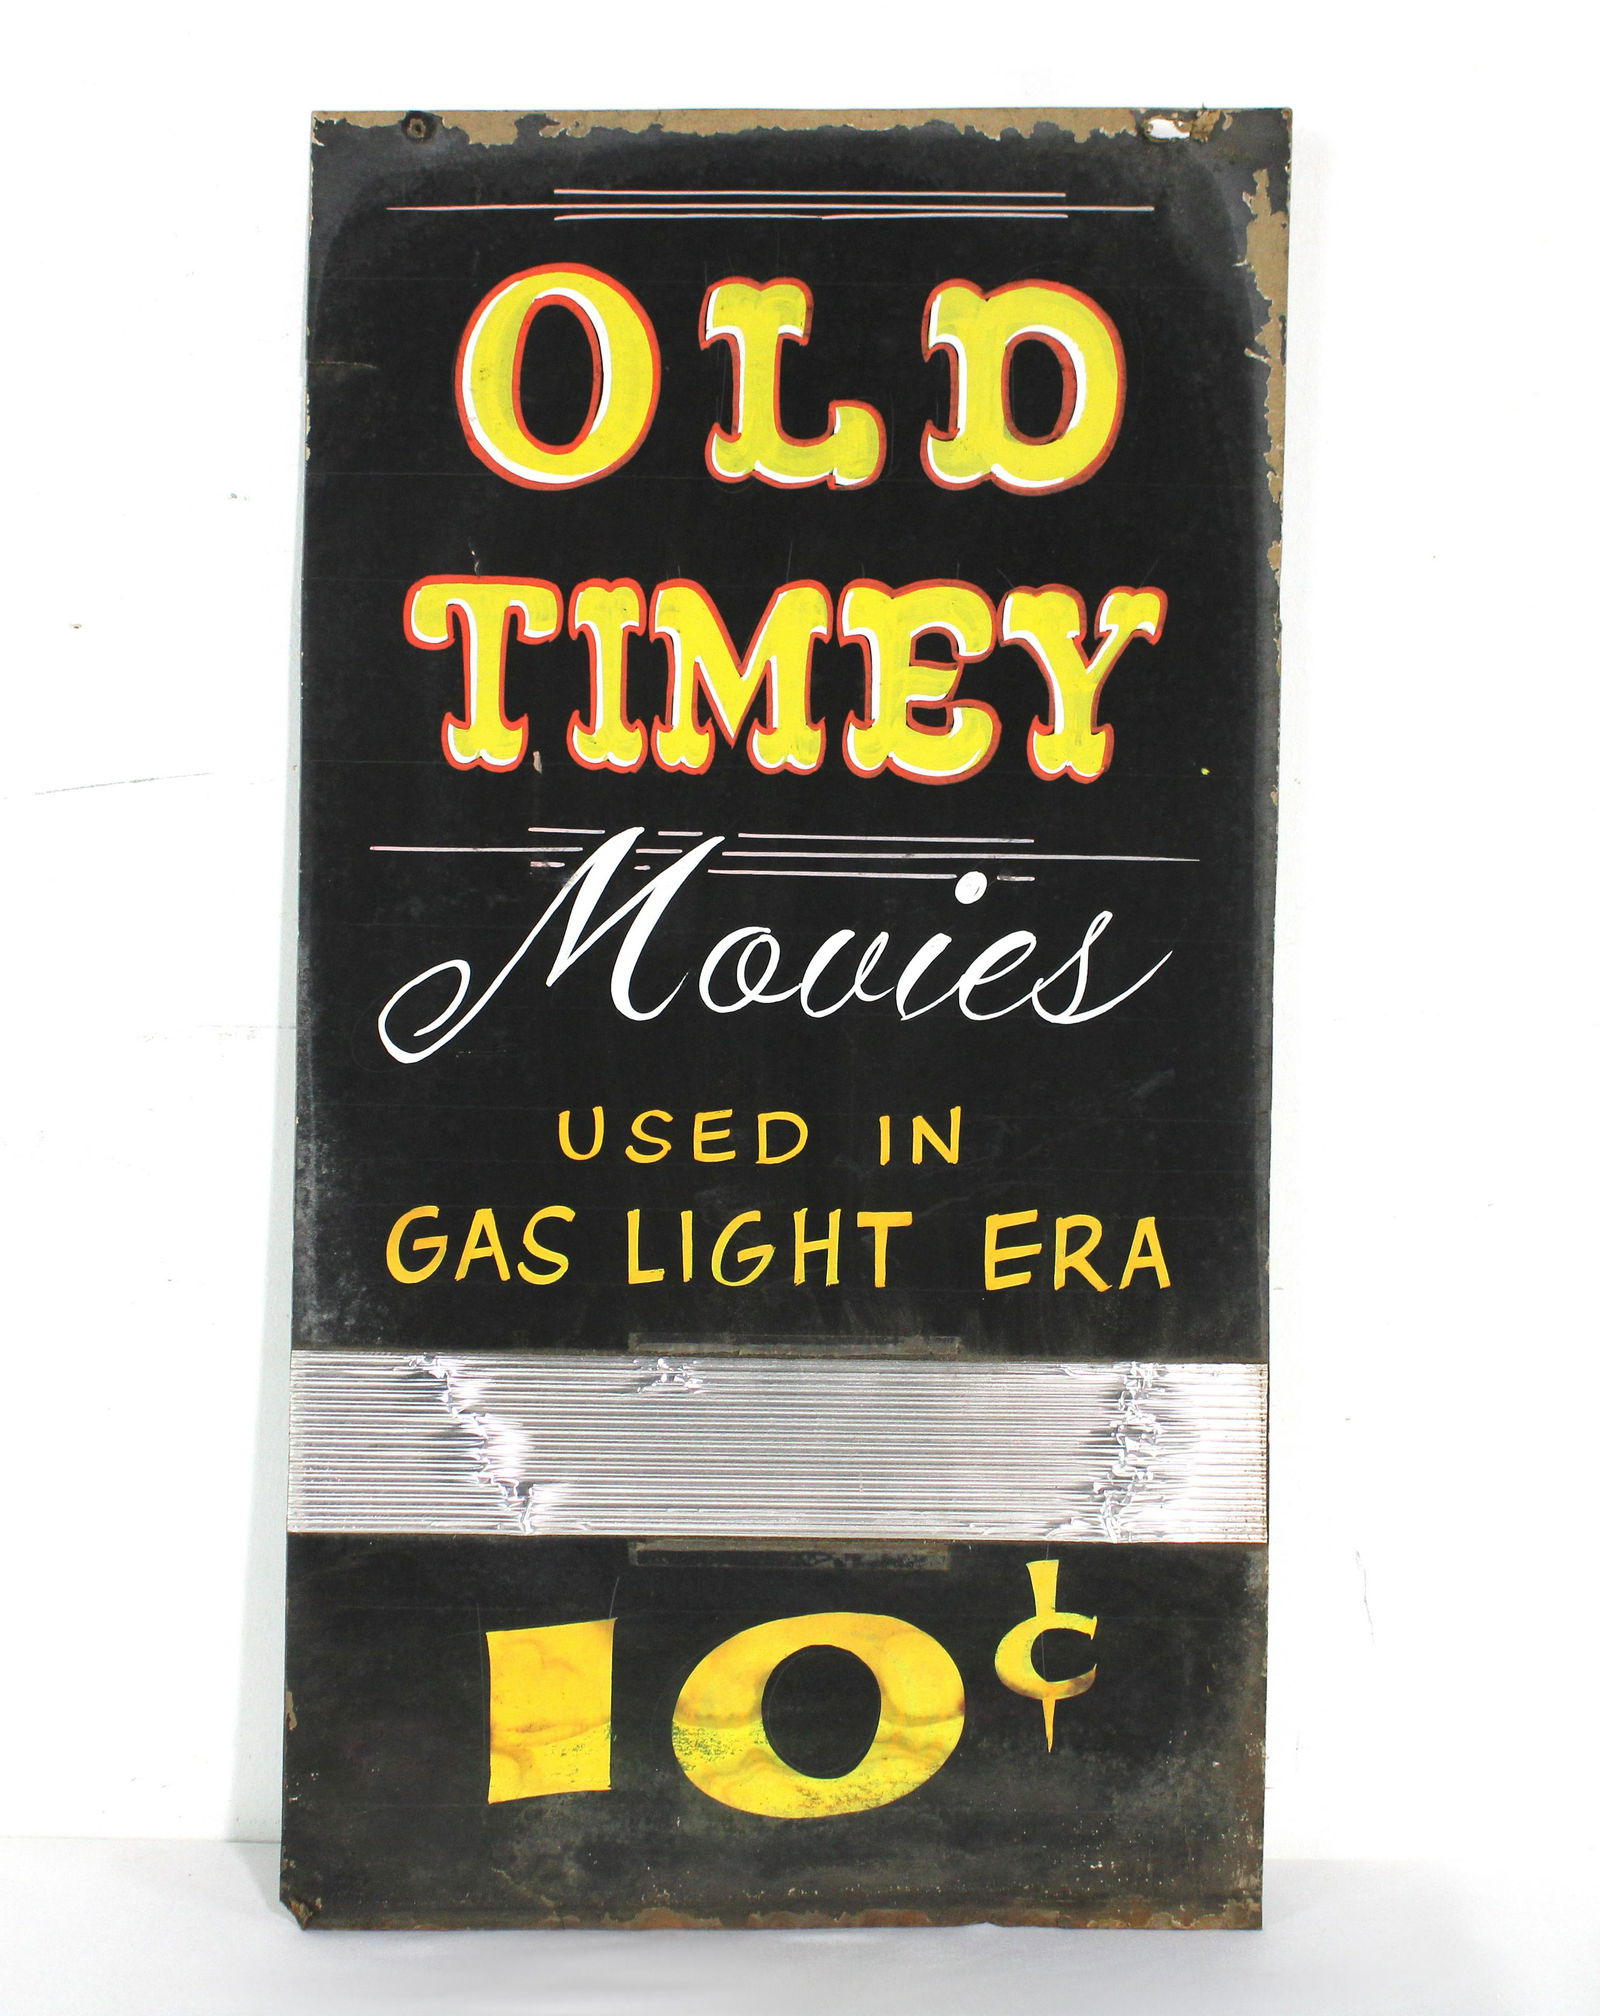 OLD
TIMEY
Movies
USED IN
GAS LIGHT ERA
10¢